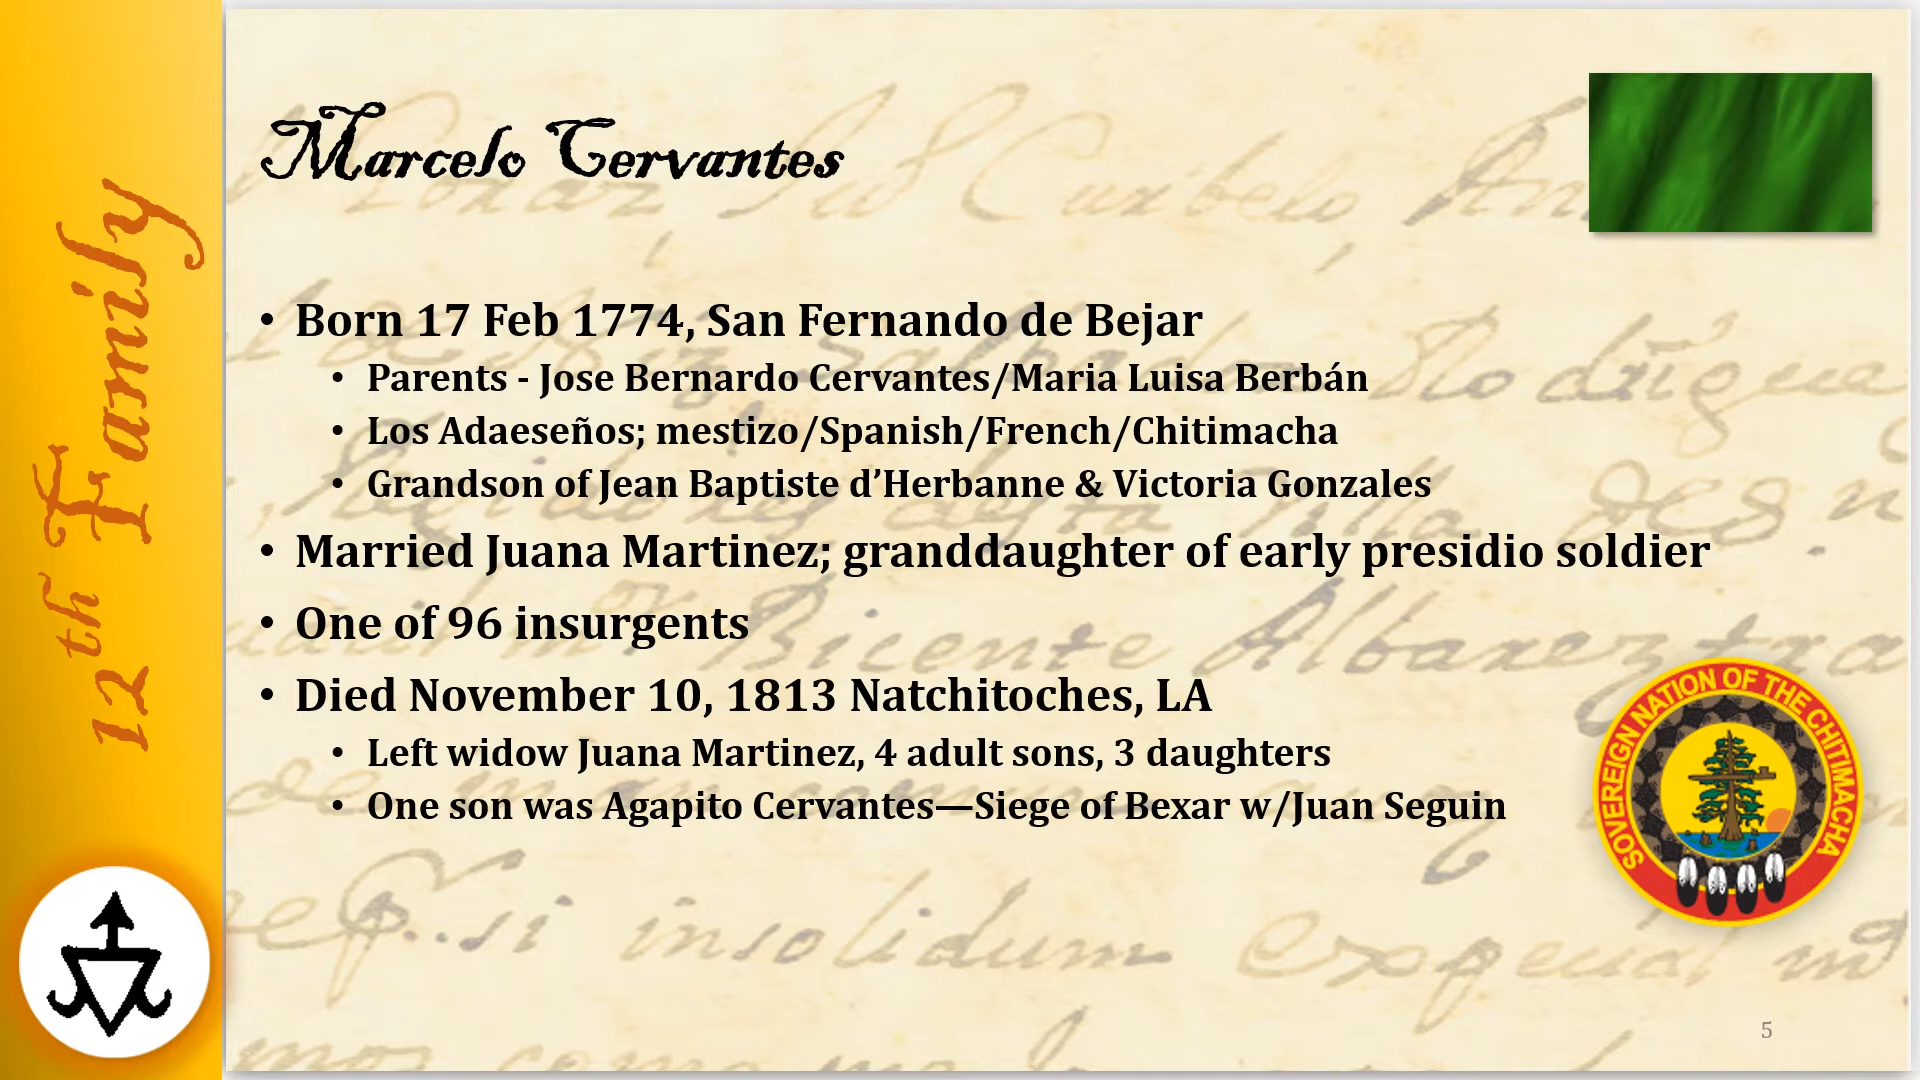 12th Family
Marcelo Cervantes
• Born 17 Feb 1774, San Fernando de Bejar
• Parents - Jose Bernardo Cervantes/Maria Luisa Berbán
• Los Adaeseños; mestizo/Spanish/French/Chitimacha
• Grandson of Jean Baptiste d’Herbanne & Victoria Gonzales
• Married Juana Martinez; granddaughter of early presidio soldier
• One of 96 insurgents
• Died November 10, 1813 Natchitoches, LA
• Left widow Juana Martinez, 4 adult sons, 3 daughters
• One son was Agapito Cervantes—Siege of Bexar w/Juan Seguin
SOVEREIGN NATION OF THE CHITIMACHA
5